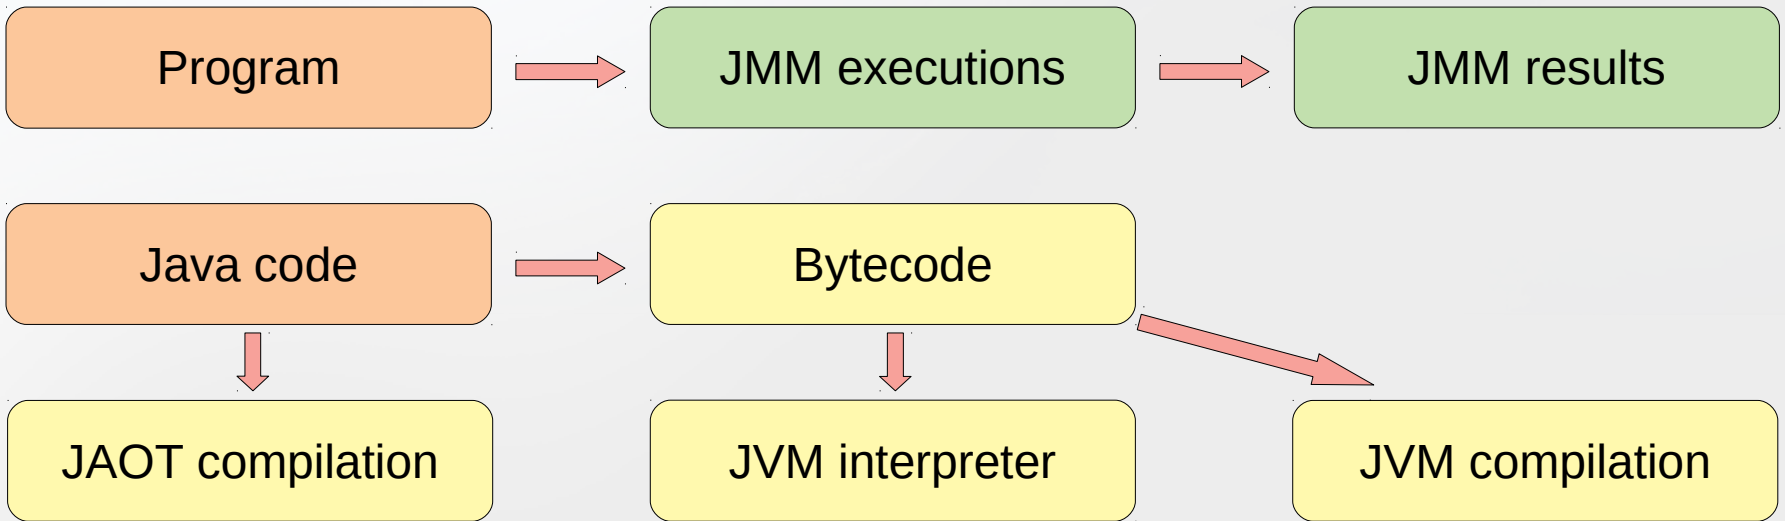 Program
JMM executions
JMM results
Java code
Bytecode
JAOT compilation
JVM interpreter
JVM compilation